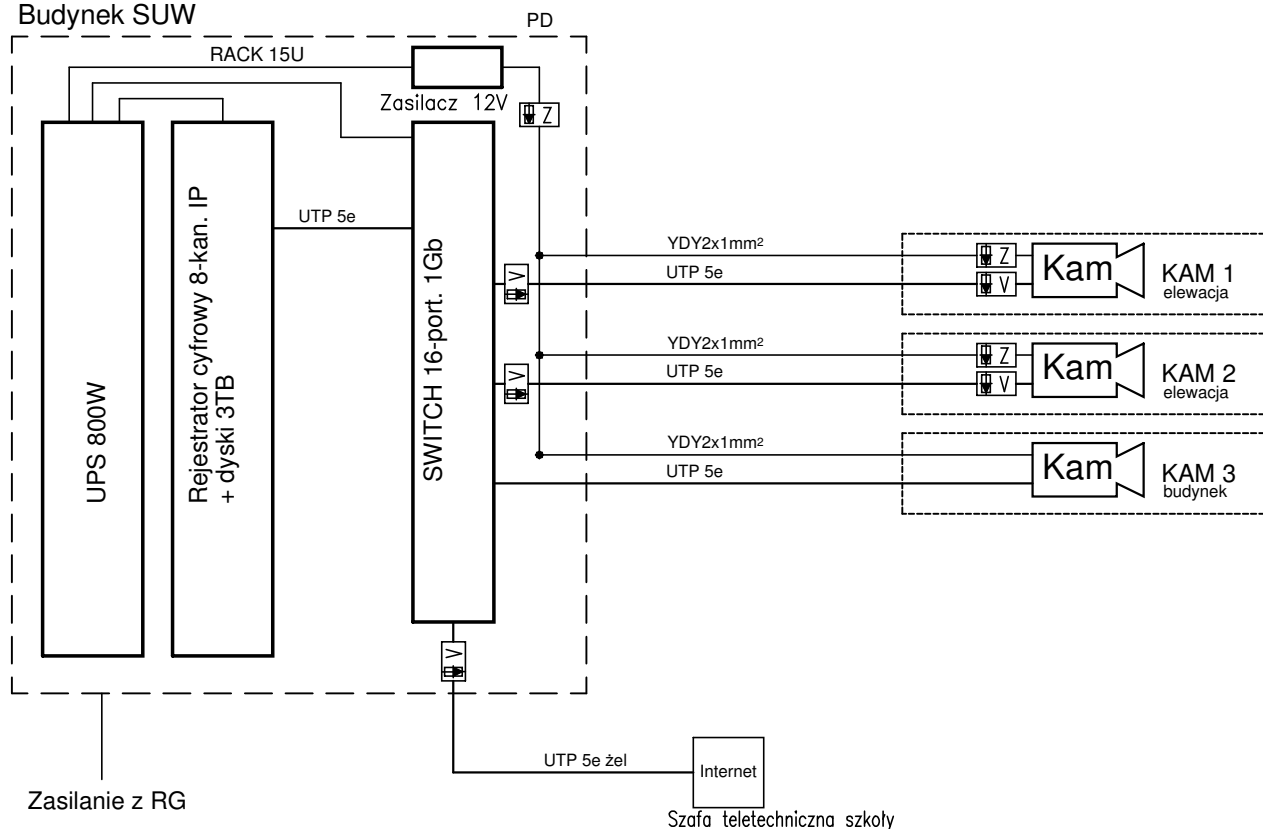 Budynek SUW
PD
RACK 15U
Zasilacz 12V
Z
UPS 800W
Rejestrator cyfrowy 8-kan. IP
+ dyski 3TB
UTP 5e
SWITCH 16-port. 1Gb
V
V
V
YDY2x1mm²
UTP 5e
Z
V
Kam
KAM 1
elewacja
YDY2x1mm²
UTP 5e
Z
V
Kam
KAM 2
elewacja
YDY2x1mm²
UTP 5e
Kam
KAM 3
budynek
UTP 5e żel
Internet
Szafa teletechniczna szkoły
Zasilanie z RG